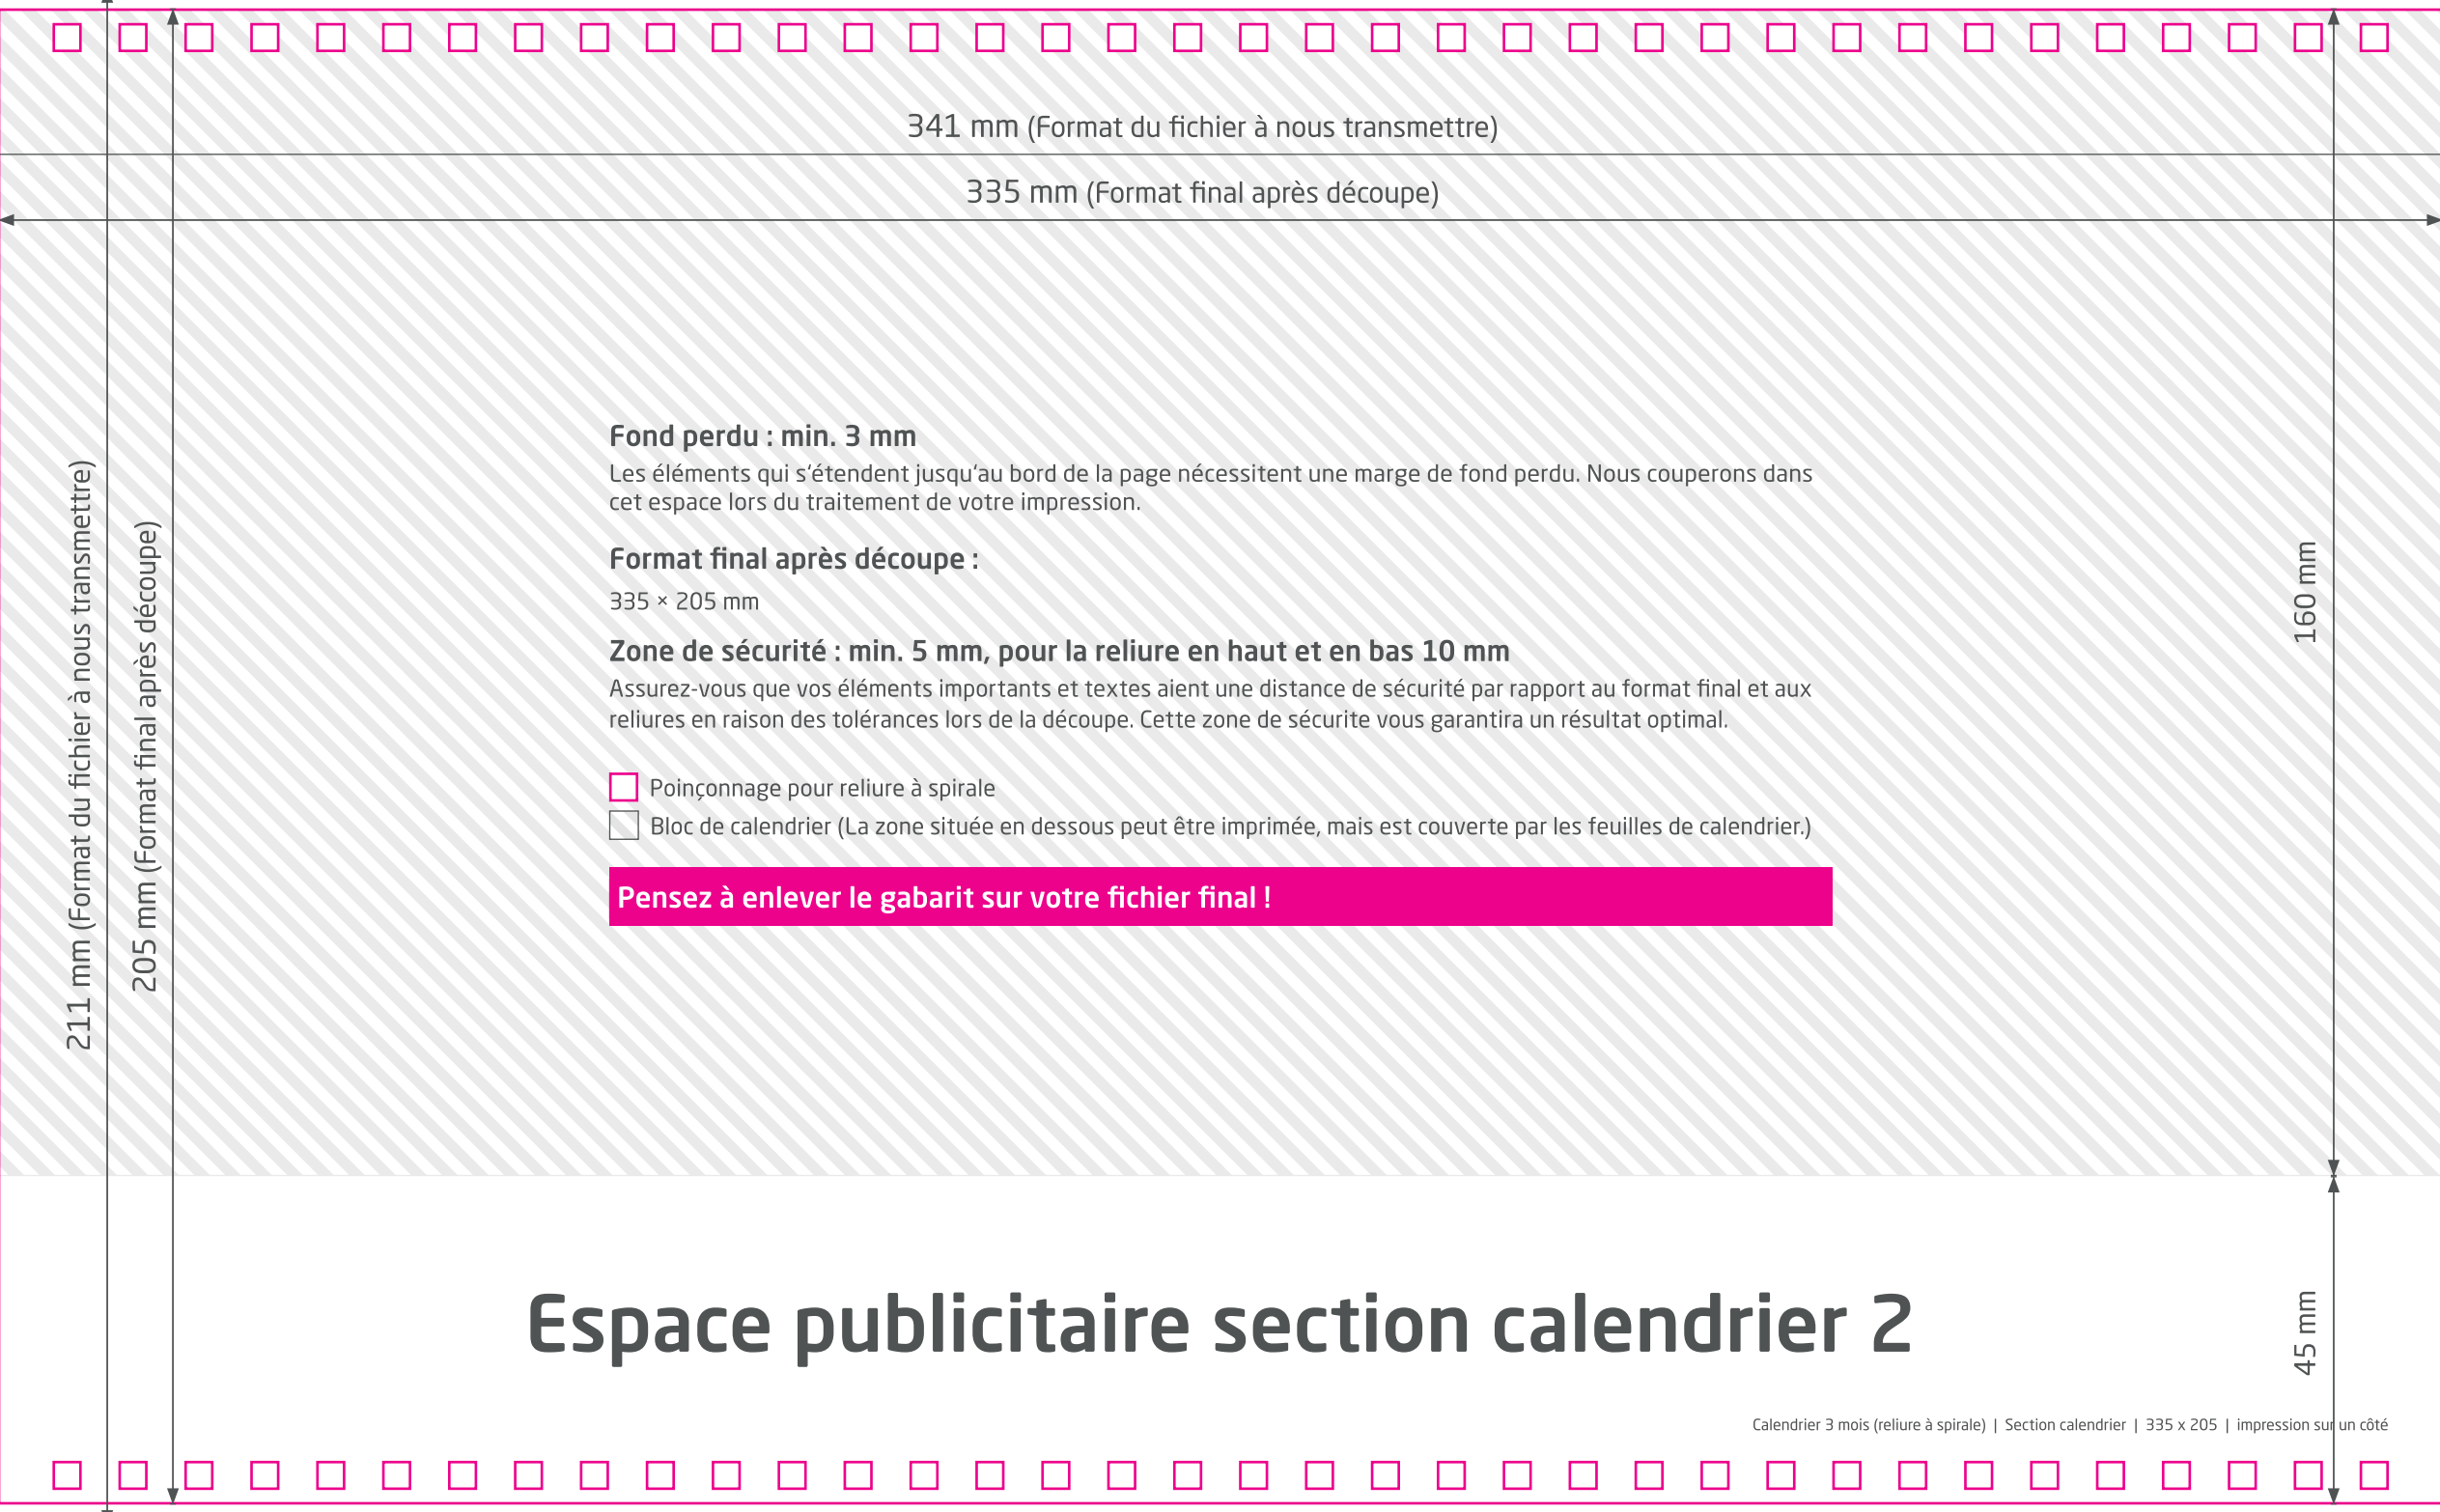 341 mm (Format du fichier à nous transmettre)
335 mm (Format final après découpe)
211 mm (Format du fichier à nous transmettre)
205 mm (Format final après découpe)
Fond perdu : min. 3 mm
Les éléments qui s‘étendent jusqu‘au bord de la page nécessitent une marge de fond perdu. Nous couperons dans
cet espace lors du traitement de votre impression.
Format final après découpe :
335 × 205 mm
Zone de sécurité : min. 5 mm, pour la reliure en haut et en bas 10 mm
Assurez-vous que vos éléments importants et textes aient une distance de sécurité par rapport au format final et aux
reliures en raison des tolérances lors de la découpe. Cette zone de sécurite vous garantira un résultat optimal.
Poinçonnage pour reliure à spirale
Bloc de calendrier (La zone située en dessous peut être imprimée, mais est couverte par les feuilles de calendrier.)
Pensez à enlever le gabarit sur votre fichier final !
160 mm
Espace publicitaire section calendrier 2
45 mm
Calendrier 3 mois (reliure à spirale) | Section calendrier | 335 x 205 | impression sur un côté